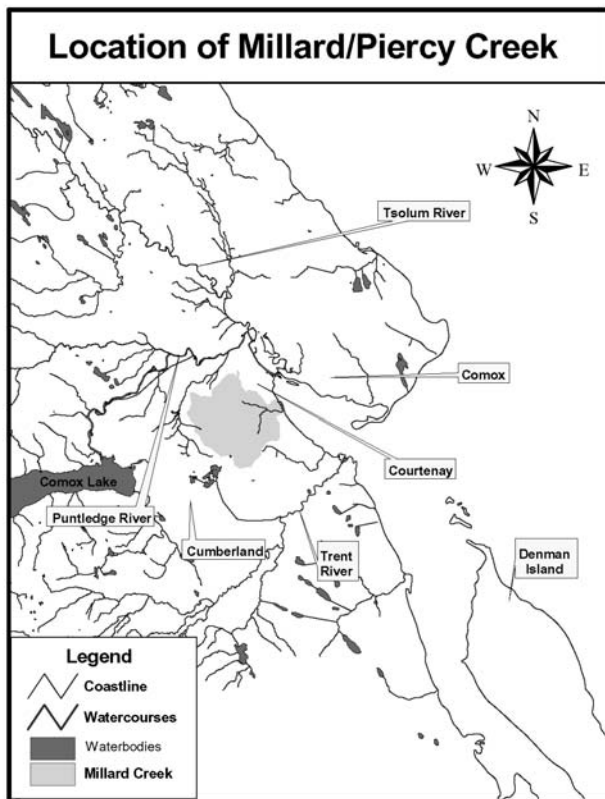 Location of Millard/Piercy Creek
N
W
E
S
Tsolum River
Comox
Courtenay
Comox Lake
Puntledge River
Cumberland
Trent
River
Denman
Island
Legend
Coastline
Watercourses
Waterbodies
Millard Creek